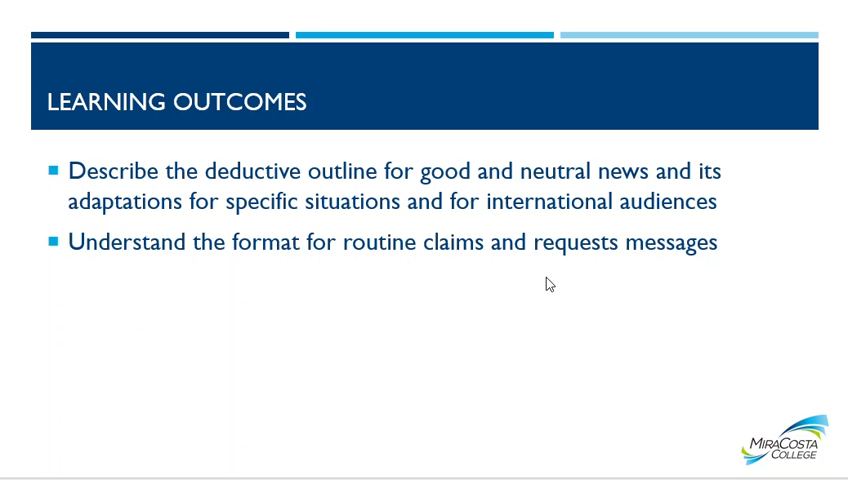 LEARNING OUTCOMES
Describe the deductive outline for good and neutral news and its
adaptations for specific situations and for international audiences
Understand the format for routine claims and requests messages
MIRACOSTA
COLLEGE